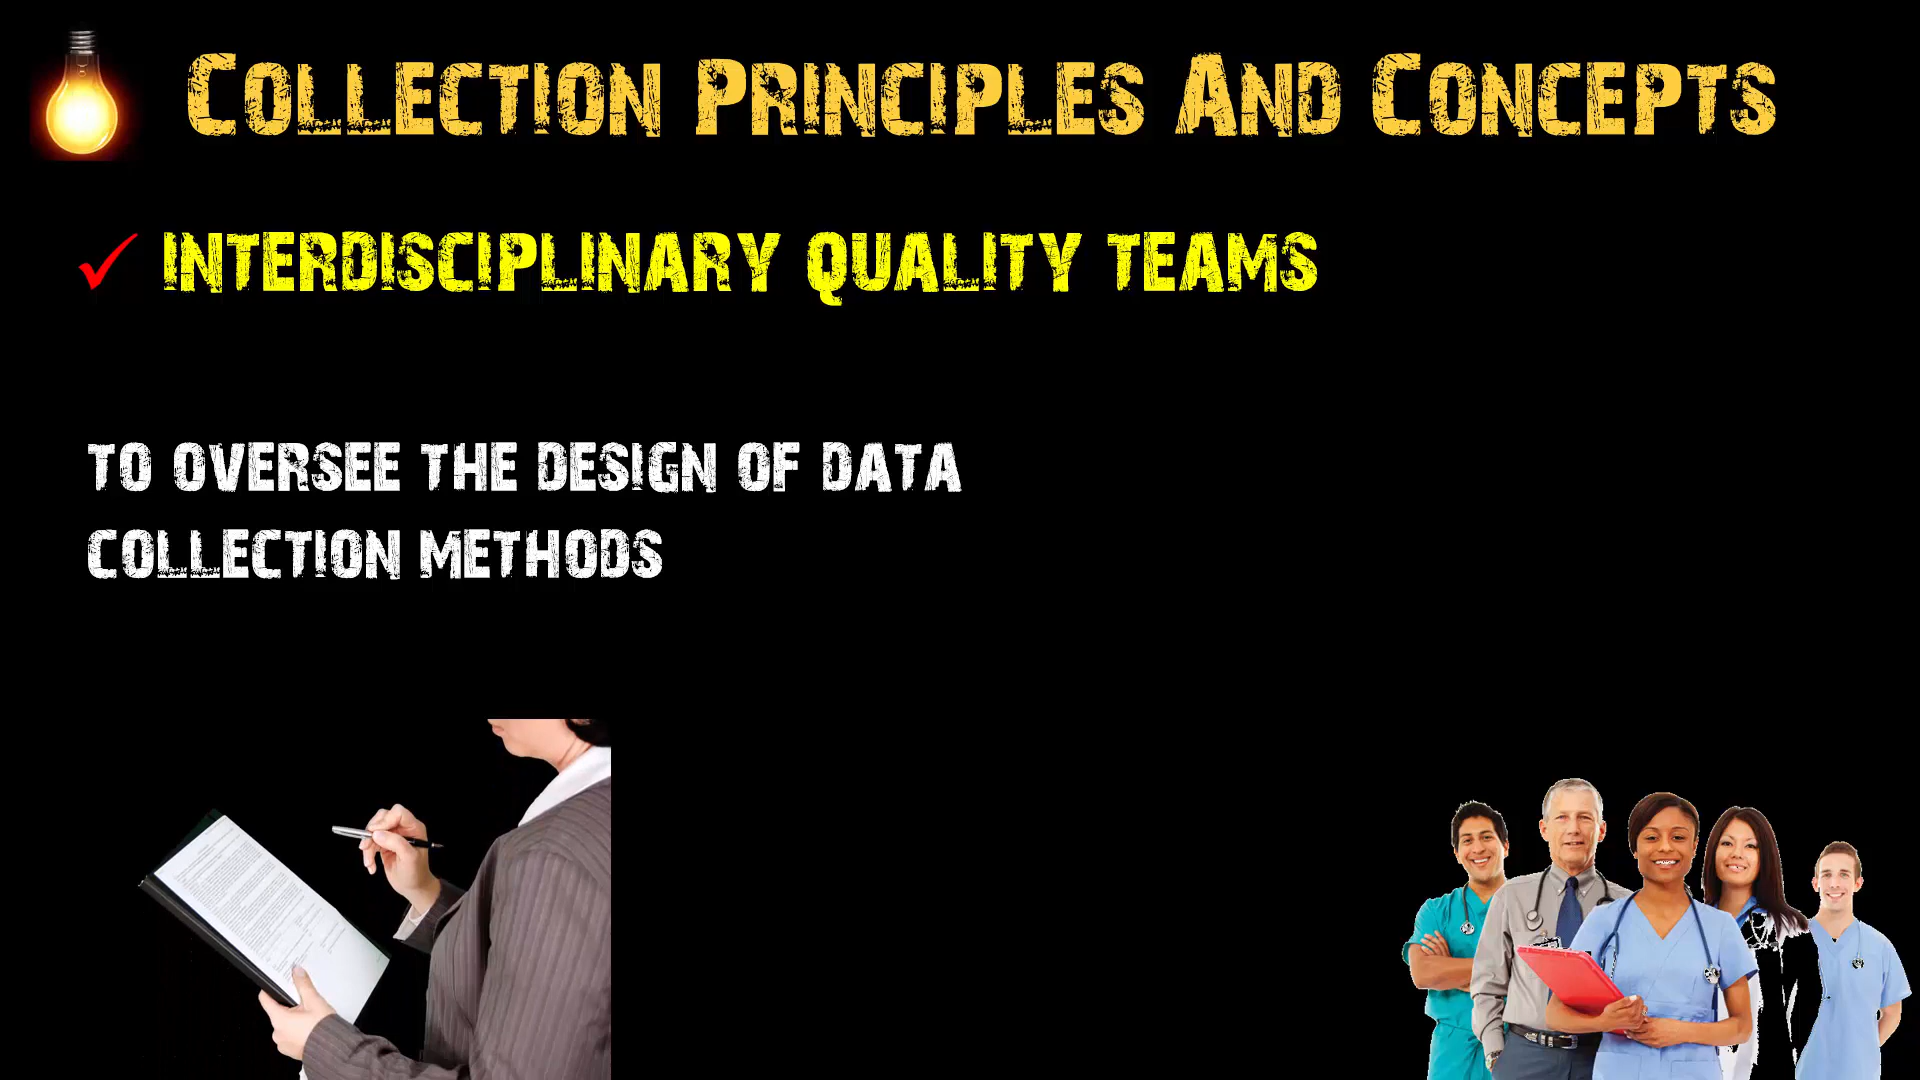 Collection Principles And Concepts
INTERDISCIPLINARY QUALITY TEAMS
TO OVERSEE THE DESIGN OF DATA
COLLECTION METHODS